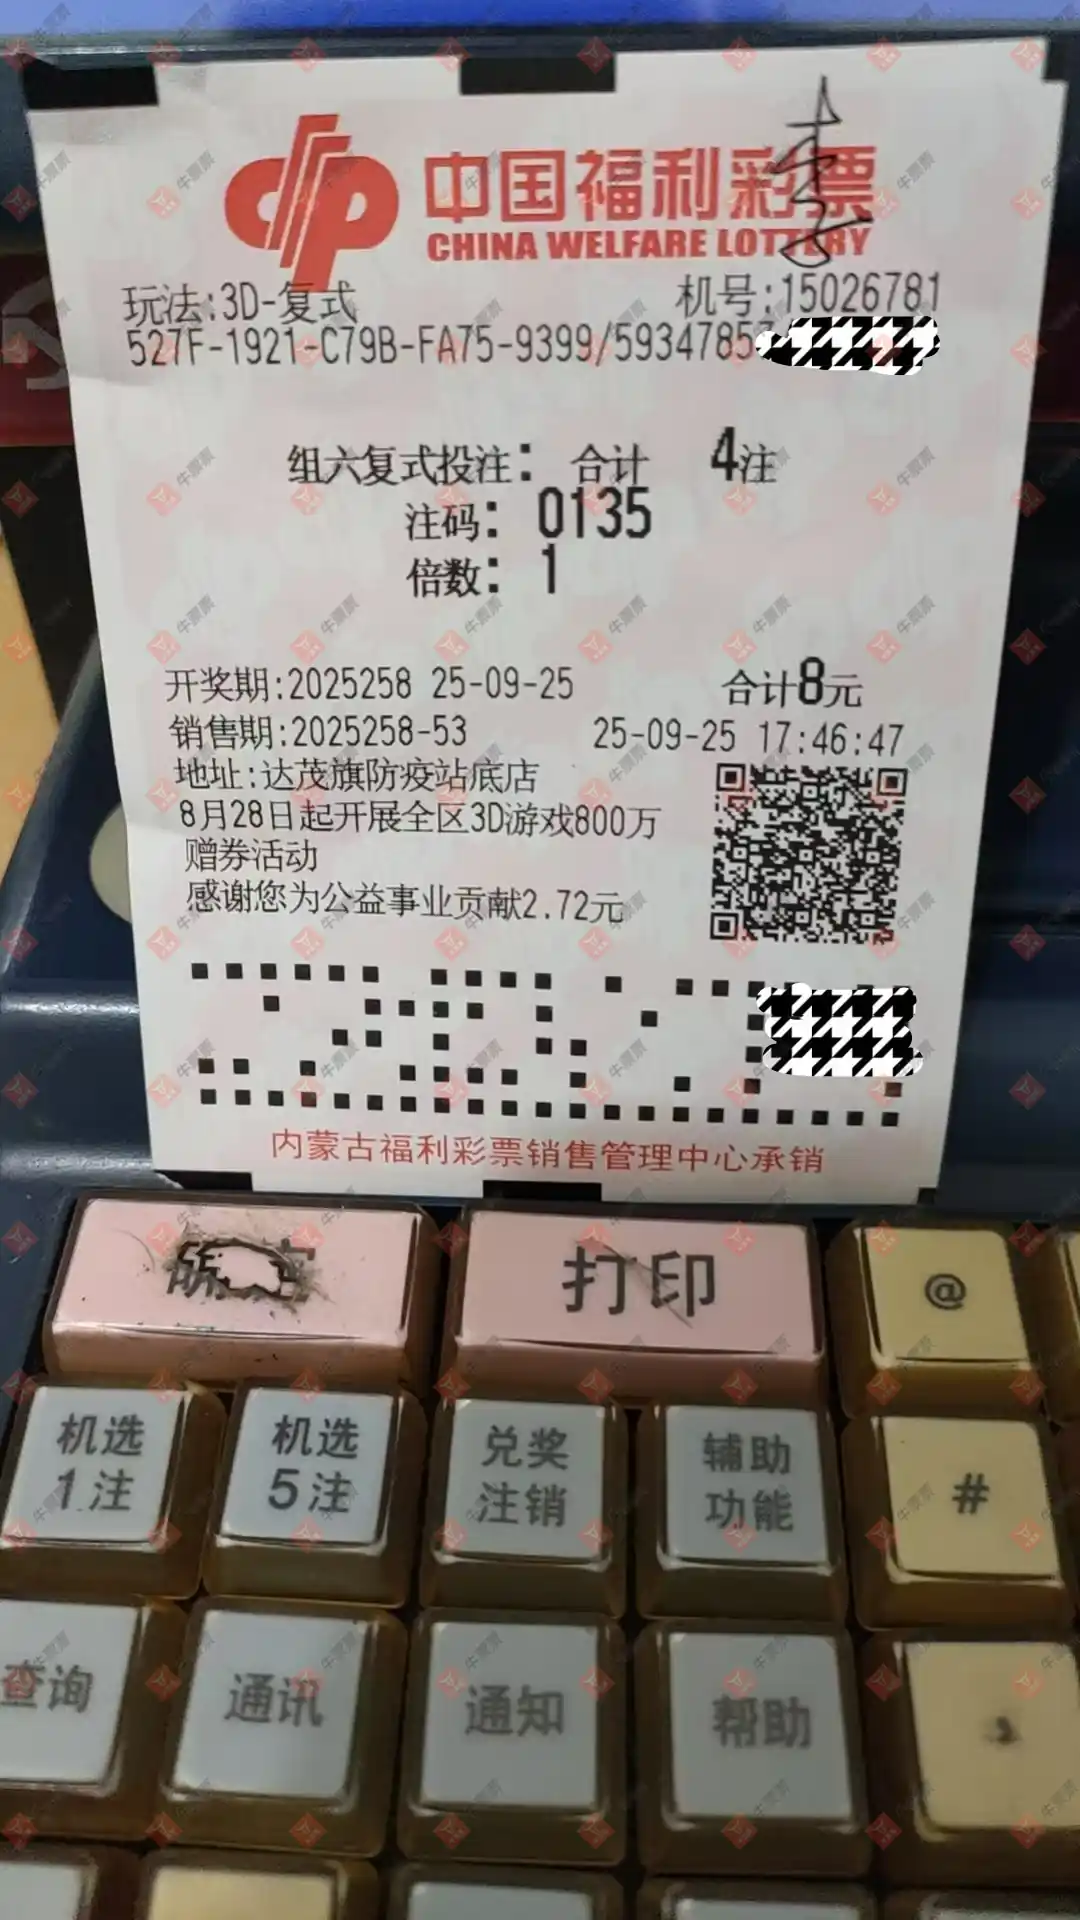 中国福利彩票
CHINA WELFARE LOTTERY
玩法:3D-复式 机号:15026781
527F-1921-C79B-FA75-9399/5934785
组六复式投注: 合计 4注
注码: 0135
倍数: 1
开奖期:2025258 25-09-25 合计8元
销售期:2025258-53 25-09-25 17:46:47
地址:达茂旗防疫站底店
8月28日起开展全区3D游戏800万
赠券活动
感谢您为公益事业贡献2.72元
内蒙古福利彩票销售管理中心承销
打印 @
机选 机选 兑奖 辅助
1注 5注 注销 功能 #
查询 通讯 通知 帮助
牛票票